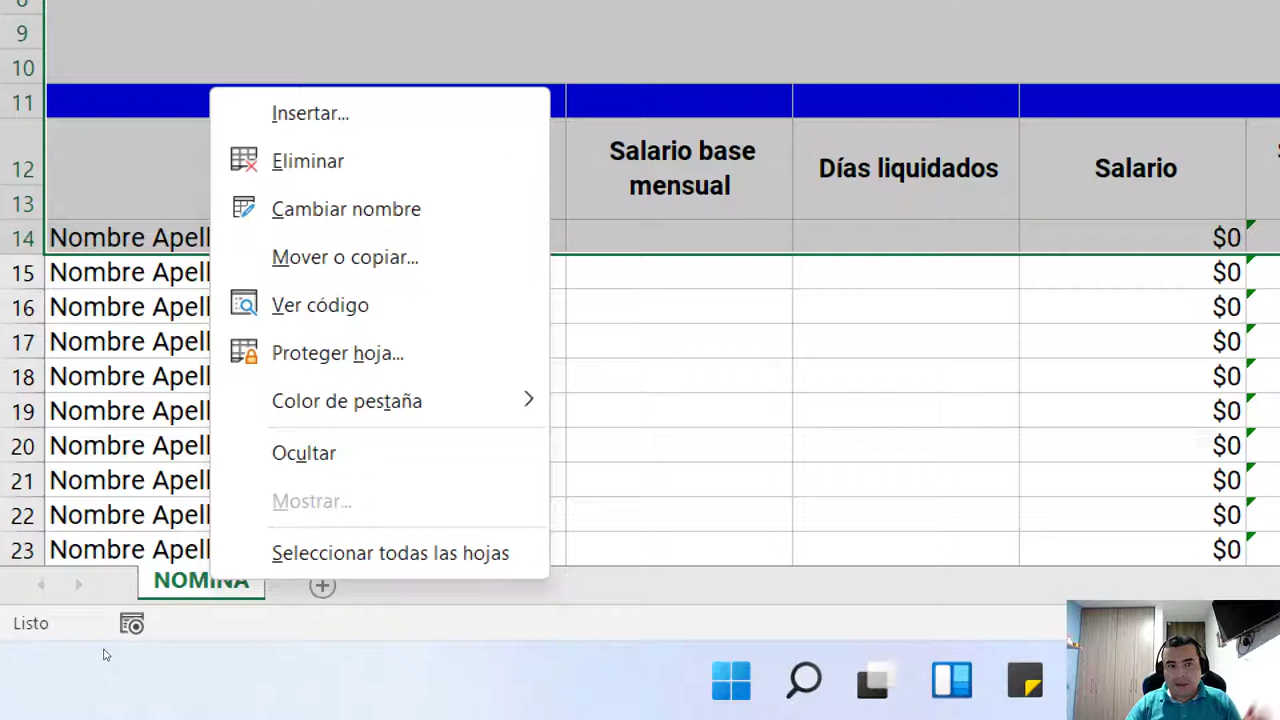 8
9
10
11
12
13
Salario base
mensual
Días liquidados
Salario
14 Nombre Apell $0
15 Nombre Apell $0
16 Nombre Apell $0
17 Nombre Apell $0
18 Nombre Apell $0
19 Nombre Apell $0
20 Nombre Apell $0
21 Nombre Apell $0
22 Nombre Apell $0
23 Nombre Apell $0
Insertar...
Eliminar
Cambiar nombre
Mover o copiar...
Ver código
Proteger hoja...
Color de pestaña
Ocultar
Mostrar...
Seleccionar todas las hojas
NOMINA
Listo